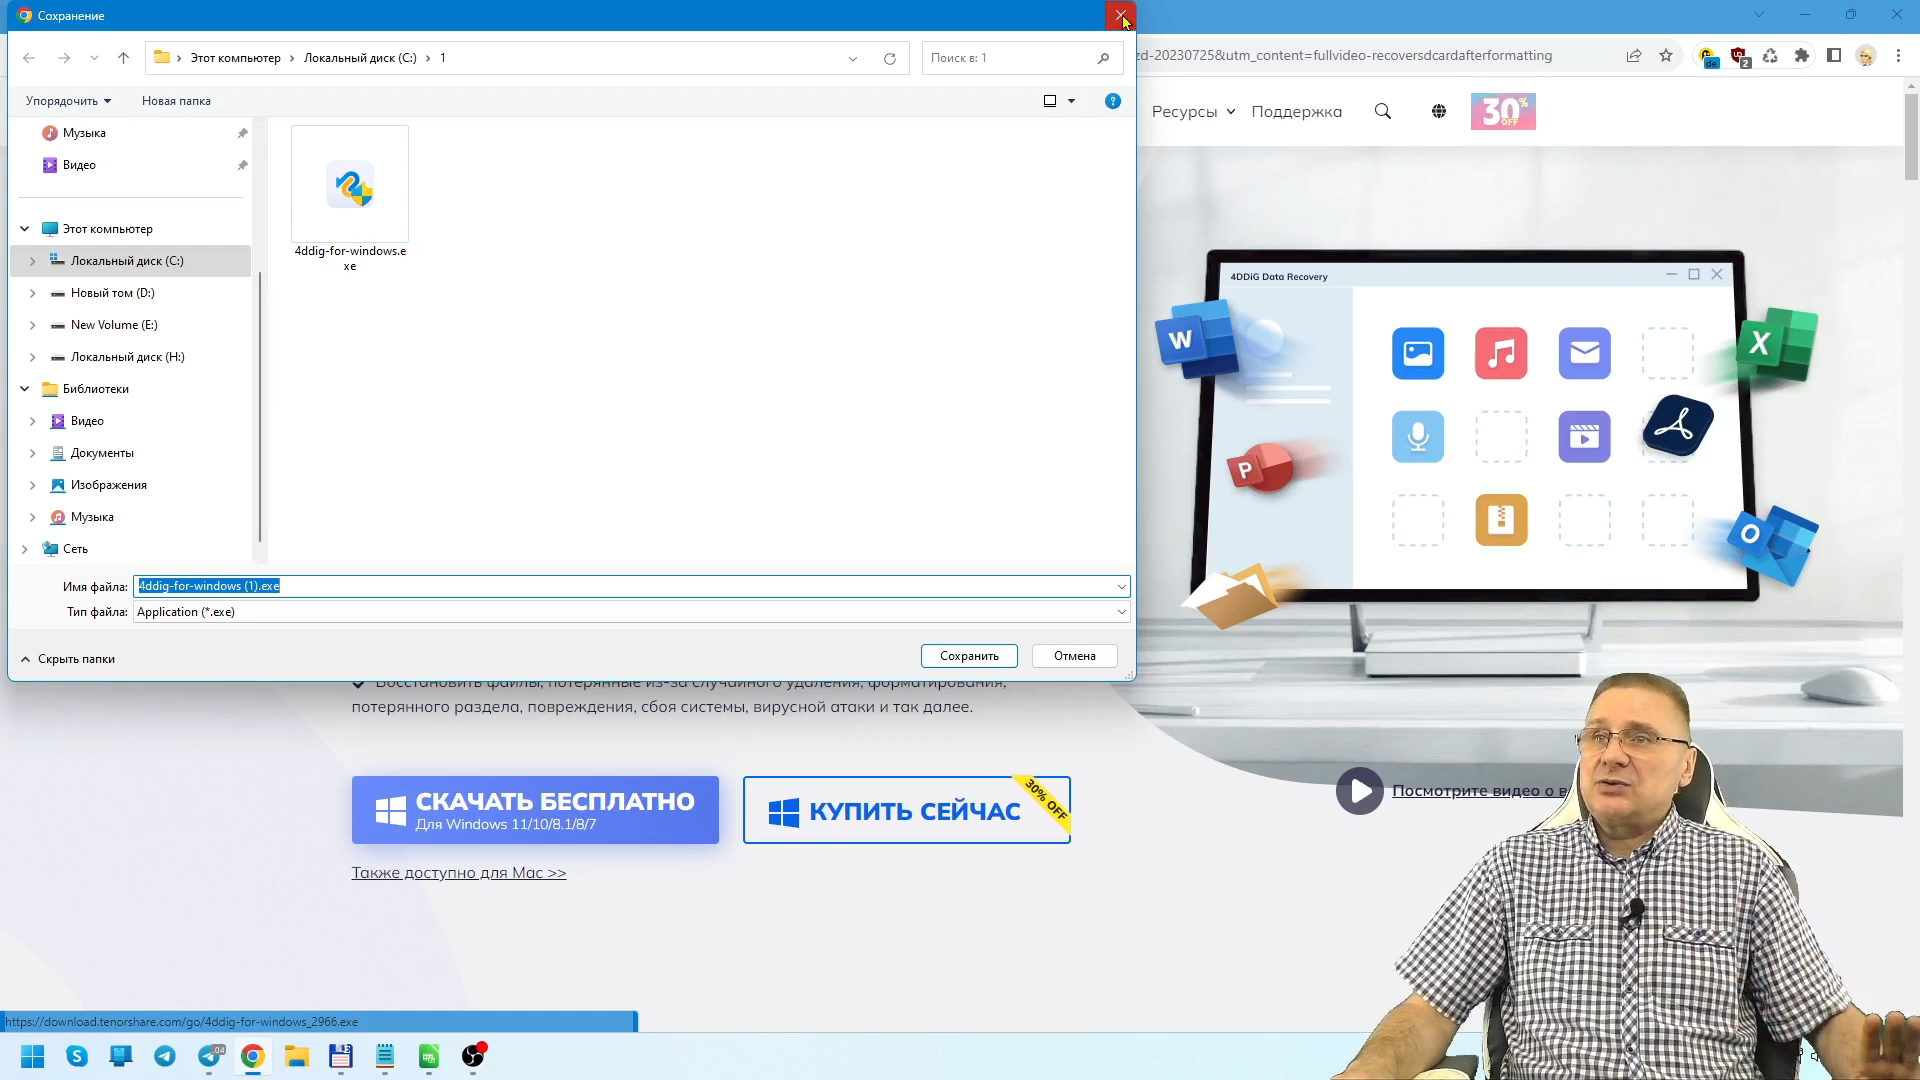 Сохранение
Этот компьютер
Локальный диск (C:)
1
Поиск в: 1
zd-20230725&utm_content=fullvideo-recoversdcardafterformatting
de
2
Упорядочить
Новая папка
Ресурсы
Поддержка
30%
OFF
Музыка
Видео
Этот компьютер
Локальный диск (C:)
Новый том (D:)
New Volume (E:)
Локальный диск (H:)
Библиотеки
Видео
Документы
Изображения
Музыка
Сеть
4ddig-for-windows.e
xe
4DDiG Data Recovery
W
X
P
O
Имя файла:
4ddig-for-windows (1).exe
Тип файла:
Application (*.exe)
Скрыть папки
Сохранить
Отмена
Восстановить файлы, потерянные из-за случайного удаления, форматирования,
потерянного раздела, повреждения, сбоя системы, вирусной атаки и так далее.
СКАЧАТЬ БЕСПЛАТНО
Для Windows 11/10/8.1/8/7
КУПИТЬ СЕЙЧАС
30% OFF
Посмотрите видео о в
Также доступно для Mac >>
https://download.tenorshare.com/go/4ddig-for-windows_2966.exe